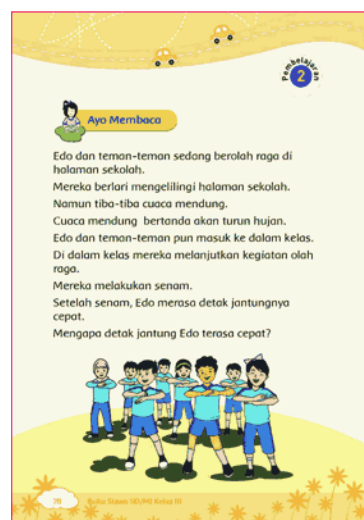 Pembelajaran
2
Ayo Membaca
Edo dan teman-teman sedang berolah raga di
halaman sekolah.
Mereka berlari mengelilingi halaman sekolah.
Namun tiba-tiba cuaca mendung.
Cuaca mendung bertanda akan turun hujan.
Edo dan teman-teman pun masuk ke dalam kelas.
Di dalam kelas mereka melanjutkan kegiatan olah
raga.
Mereka melakukan senam.
Setelah senam, Edo merasa detak jantungnya
cepat.
Mengapa detak jantung Edo terasa cepat?
78 Buku Siswa SD/MI Kelas III